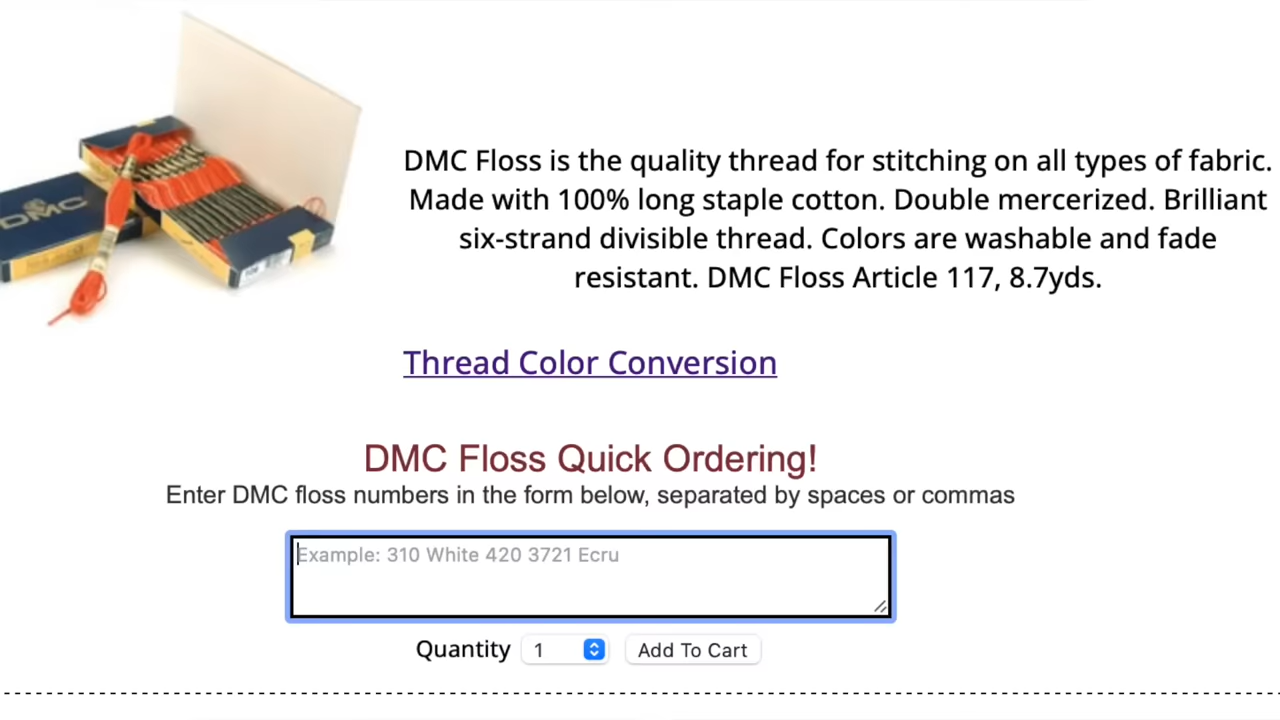 DMC
DMC Floss is the quality thread for stitching on all types of fabric.
Made with 100% long staple cotton. Double mercerized. Brilliant
six-strand divisible thread. Colors are washable and fade
resistant. DMC Floss Article 117, 8.7yds.
Thread Color Conversion
DMC Floss Quick Ordering!
Enter DMC floss numbers in the form below, separated by spaces or commas
Example: 310 White 420 3721 Ecru
Quantity 1 Add To Cart